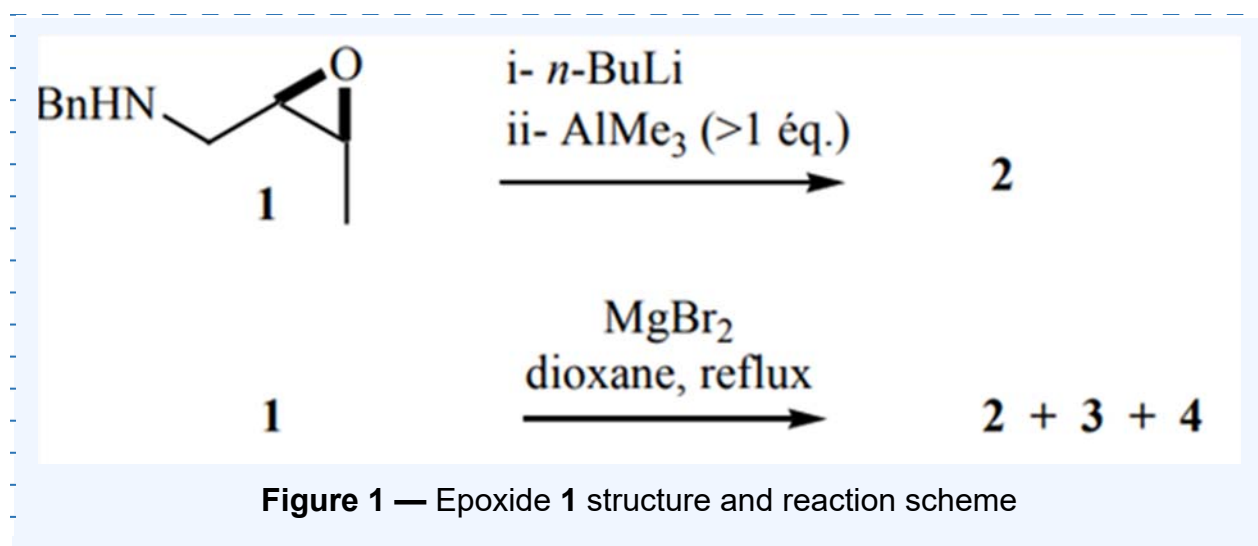 O
BnHN
1
i- n-BuLi
ii- AlMe₃ (>1 éq.)
2
MgBr₂
dioxane, reflux
1
2 + 3 + 4
Figure 1 — Epoxide 1 structure and reaction scheme